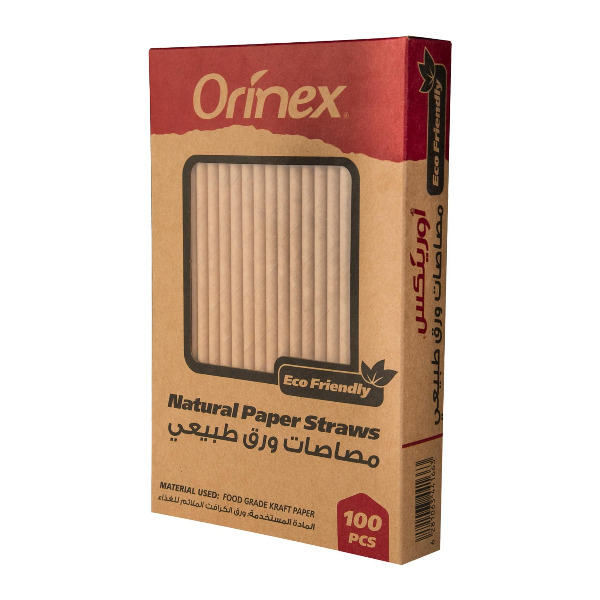 Orinex®
Eco Friendly
Natural Paper Straws
مصاصات ورق طبيعي
MATERIAL USED: FOOD GRADE KRAFT PAPER
المادة المستخدمة: ورق الكرافت الملائم للغذاء
100
PCS
Eco Friendly
أورينكس
مصاصات ورق طبيعي